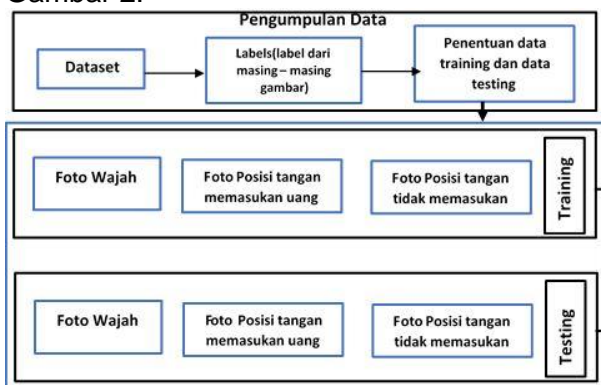 Gambar 2.
Pengumpulan Data
Dataset
Labels(label dari
masing – masing
gambar)
Penentuan data
training dan data
testing
Foto Wajah
Foto Posisi tangan
memasukan uang
Foto Posisi tangan
tidak memasukan
Training
Foto Wajah
Foto Posisi tangan
memasukan uang
Foto Posisi tangan
tidak memasukan
Testing